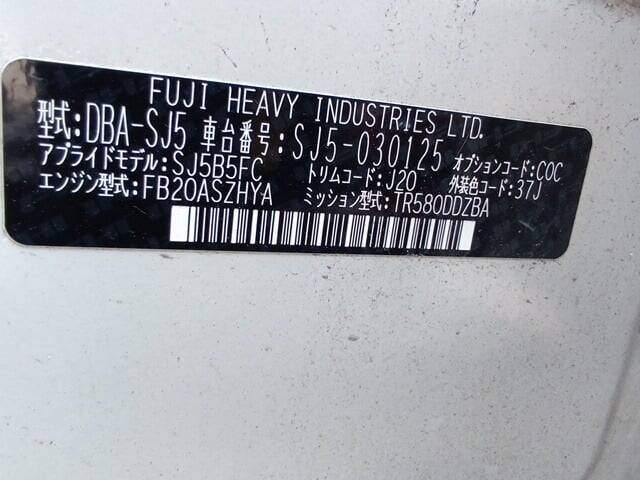 FUJI HEAVY INDUSTRIES LTD.
型式:DBA-SJ5 車台番号:SJ5-030125 オプションコード:COC
アプライドモデル:SJ5B5FC トリムコード:J20 外装色コード:37J
エンジン型式:FB20ASZHYA ミッション型式:TR580DDZBA